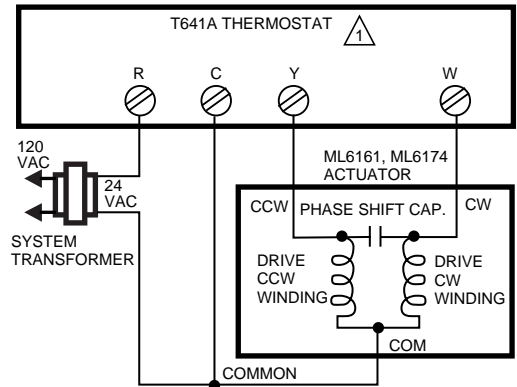 T641A THERMOSTAT
1
R C Y W
120
VAC
24
VAC
SYSTEM
TRANSFORMER
ML6161, ML6174
ACTUATOR
CCW PHASE SHIFT CAP. CW
DRIVE
CCW
WINDING
DRIVE
CW
WINDING
COM
COMMON